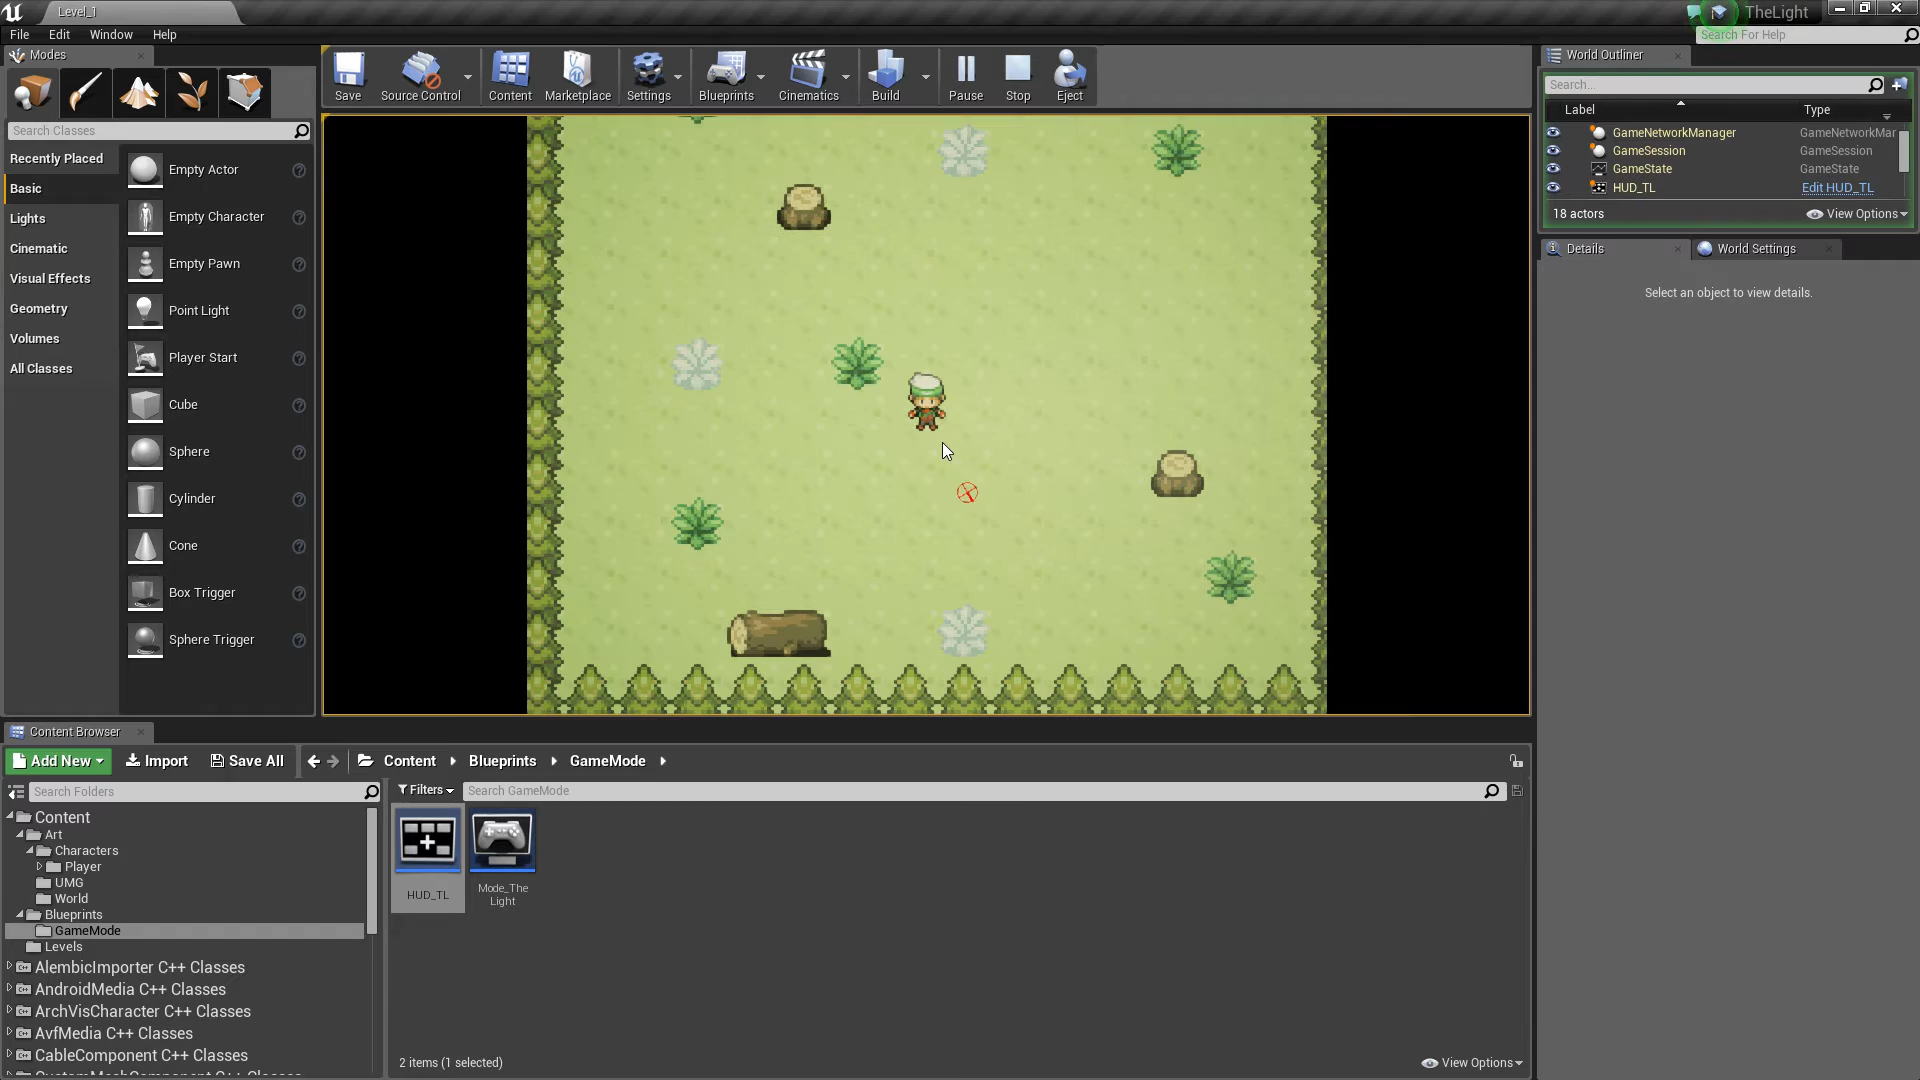 Level_1
TheLight
File Edit Window Help
Search For Help
Modes
World Outliner
Save
Source Control
Content
Marketplace
Settings
Blueprints
Cinematics
Build
Pause
Stop
Eject
Search...
Label Type
GameNetworkManager GameNetworkMar
GameSession GameSession
GameState GameState
HUD_TL Edit HUD_TL
18 actors View Options
Details
World Settings
Select an object to view details.
Search Classes
Recently Placed
Basic
Lights
Cinematic
Visual Effects
Geometry
Volumes
All Classes
Empty Actor
Empty Character
Empty Pawn
Point Light
Player Start
Cube
Sphere
Cylinder
Cone
Box Trigger
Sphere Trigger
Content Browser
Add New Import Save All Content Blueprints GameMode
Search Folders
Filters Search GameMode
Content
Art
Characters
Player
UMG
World
Blueprints
GameMode
Levels
AlembicImporter C++ Classes
AndroidMedia C++ Classes
ArchVisCharacter C++ Classes
AvfMedia C++ Classes
CableComponent C++ Classes
HUD_TL
Mode_The
Light
2 items (1 selected)
View Options